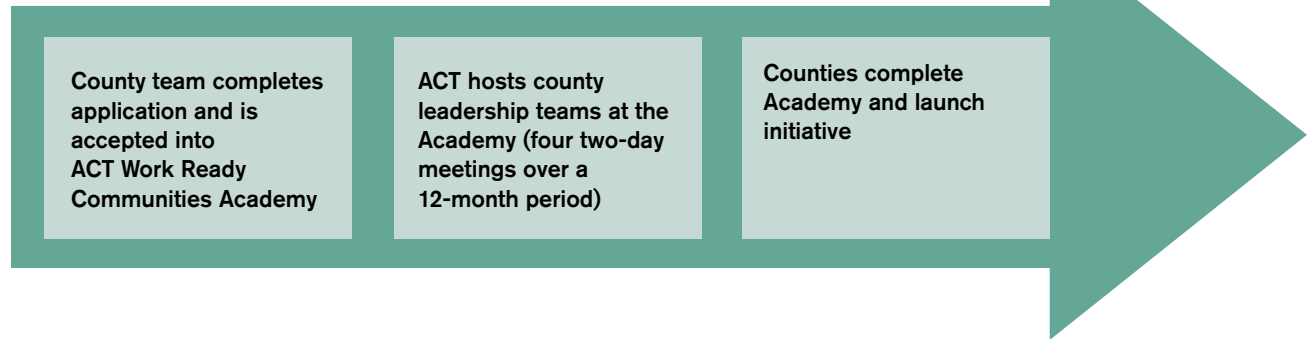 County team completes
application and is
accepted into
ACT Work Ready
Communities Academy
ACT hosts county
leadership teams at the
Academy (four two-day
meetings over a
12-month period)
Counties complete
Academy and launch
initiative